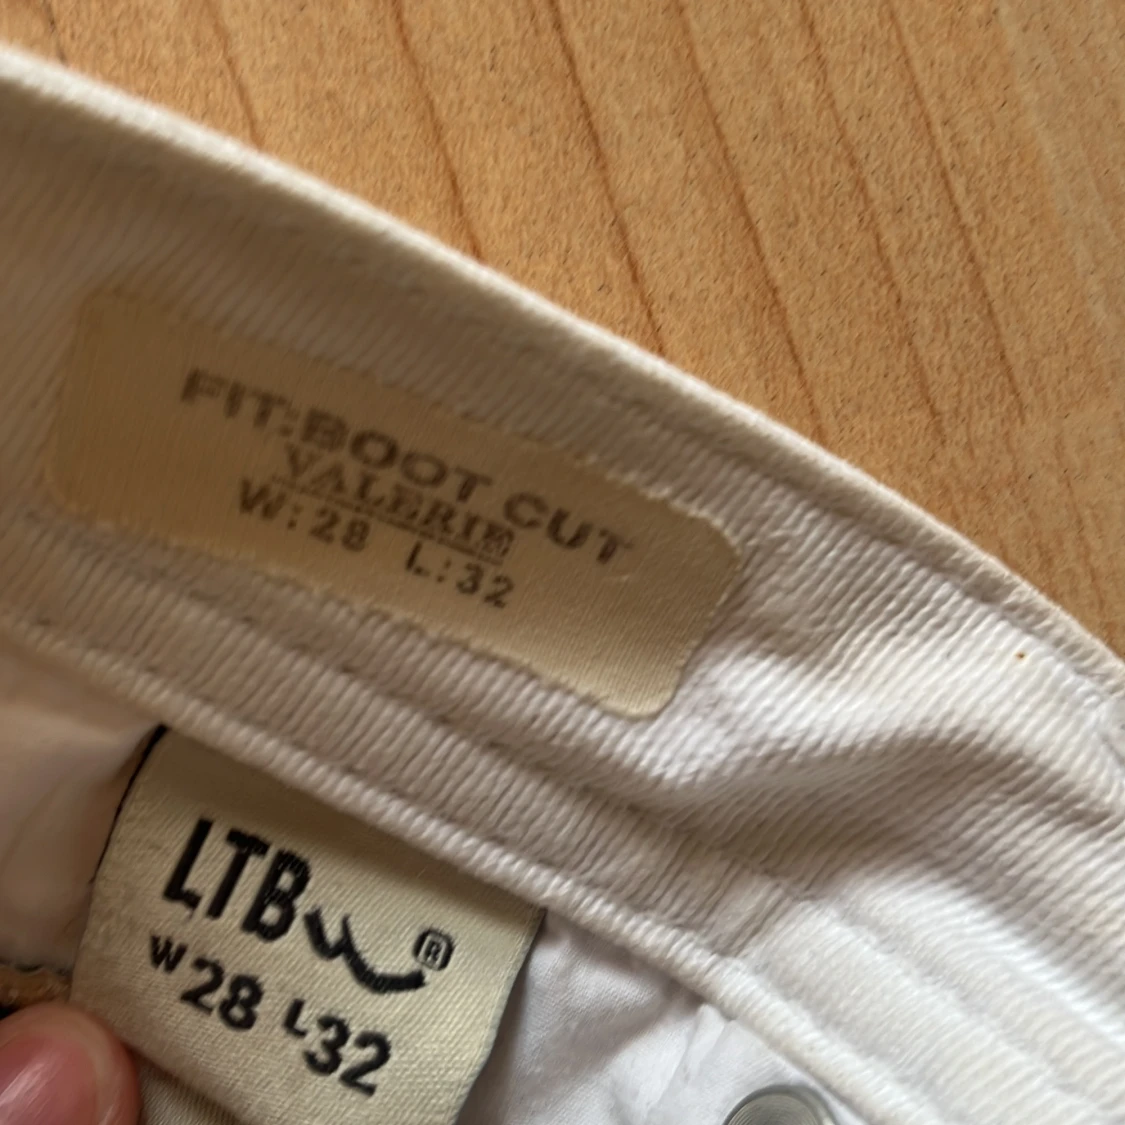 FIT:BOOT CUT
VALERIE
W:28 L:32
LTB ®
W28 L32